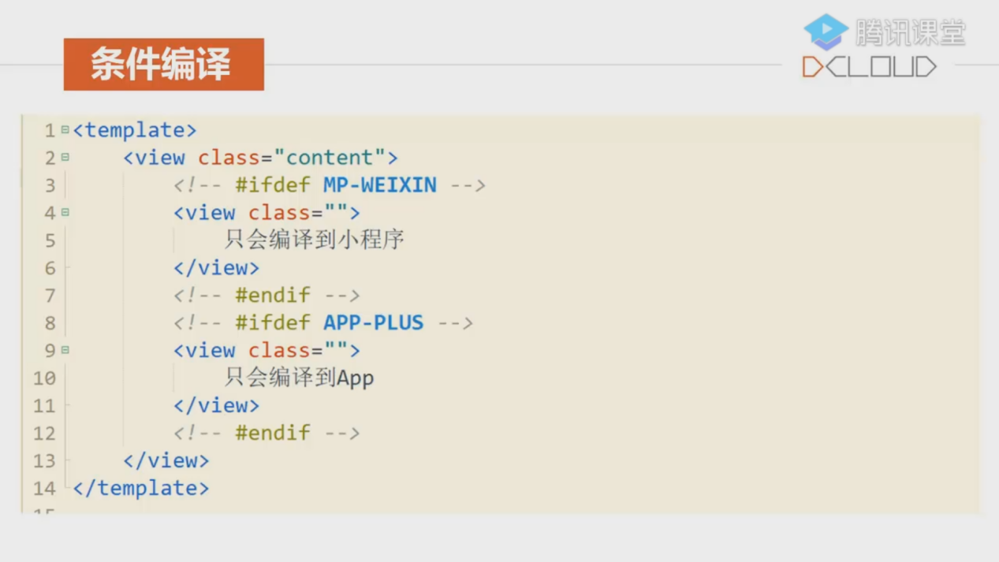 腾讯课堂
条件编译
DCLOUD
1 <template>
2 <view class="content">
3 <!-- #ifdef MP-WEIXIN -->
4 <view class="">
5 只会编译到小程序
6 </view>
7 <!-- #endif -->
8 <!-- #ifdef APP-PLUS -->
9 <view class="">
10 只会编译到App
11 </view>
12 <!-- #endif -->
13 </view>
14 </template>